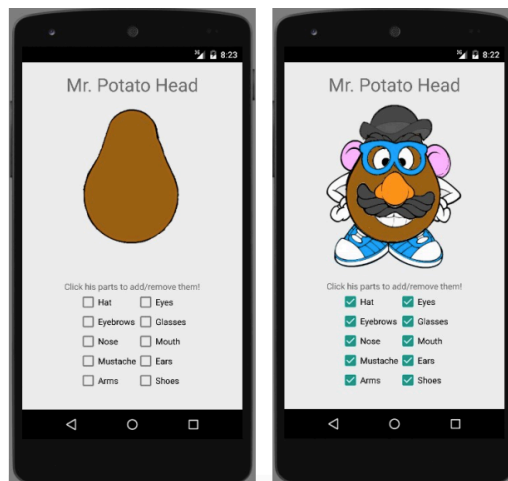 8:23
Mr. Potato Head
Click his parts to add/remove them!
Hat Eyes
Eyebrows Glasses
Nose Mouth
Mustache Ears
Arms Shoes
8:22
Mr. Potato Head
Click his parts to add/remove them!
Hat Eyes
Eyebrows Glasses
Nose Mouth
Mustache Ears
Arms Shoes